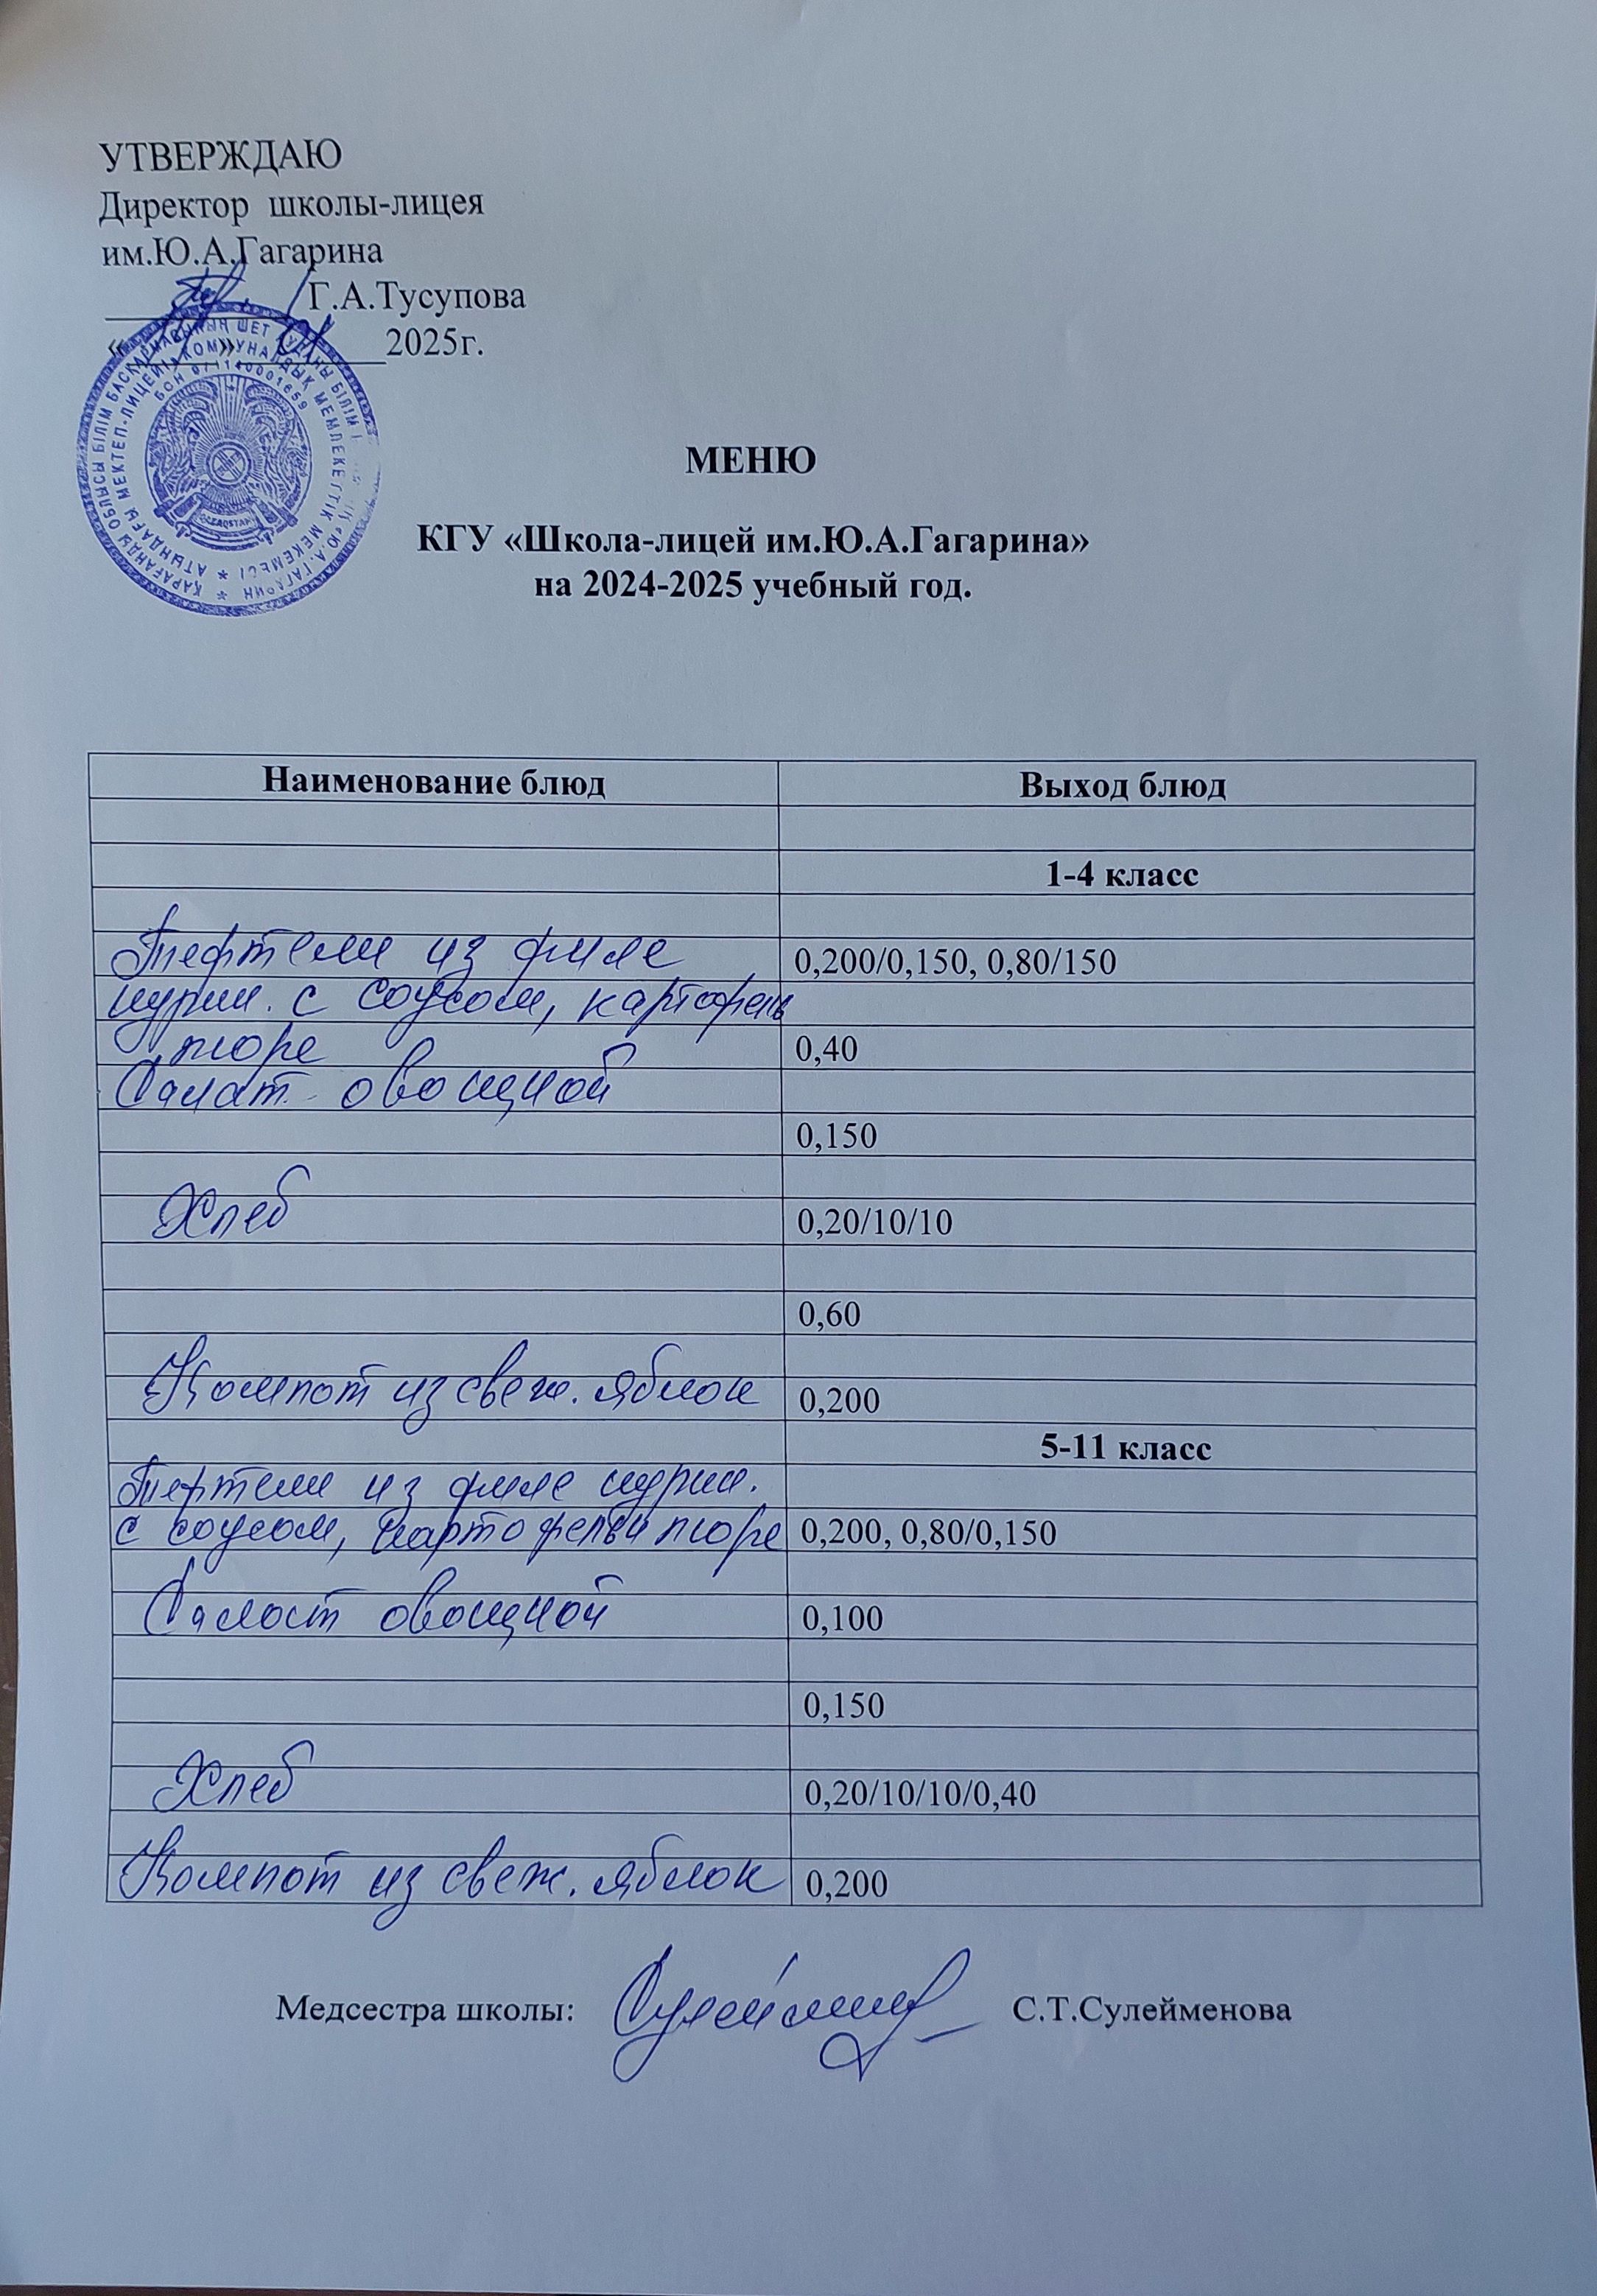 УТВЕРЖДАЮ
Директор школы-лицея
им.Ю.А.Гагарина
Г.А.Тусупова
« » 2025г.
МЕНЮ
КГУ «Школа-лицей им.Ю.А.Гагарина»
на 2024-2025 учебный год.
Наименование блюд Выход блюд
1-4 класс
Тефтели из филе 0,200/0,150, 0,80/150
курин. с соусом, картофель
пюре 0,40
Салат овощной
0,150
Хлеб 0,20/10/10
0,60
Компот из свеж. яблок 0,200
5-11 класс
Тефтели из филе курин.
с соусом, пюре 0,200, 0,80/0,150
Салат овощной 0,100
0,150
Хлеб 0,20/10/10/0,40
Компот из свеж. яблок 0,200
Медсестра школы: С.Т.Сулейменова